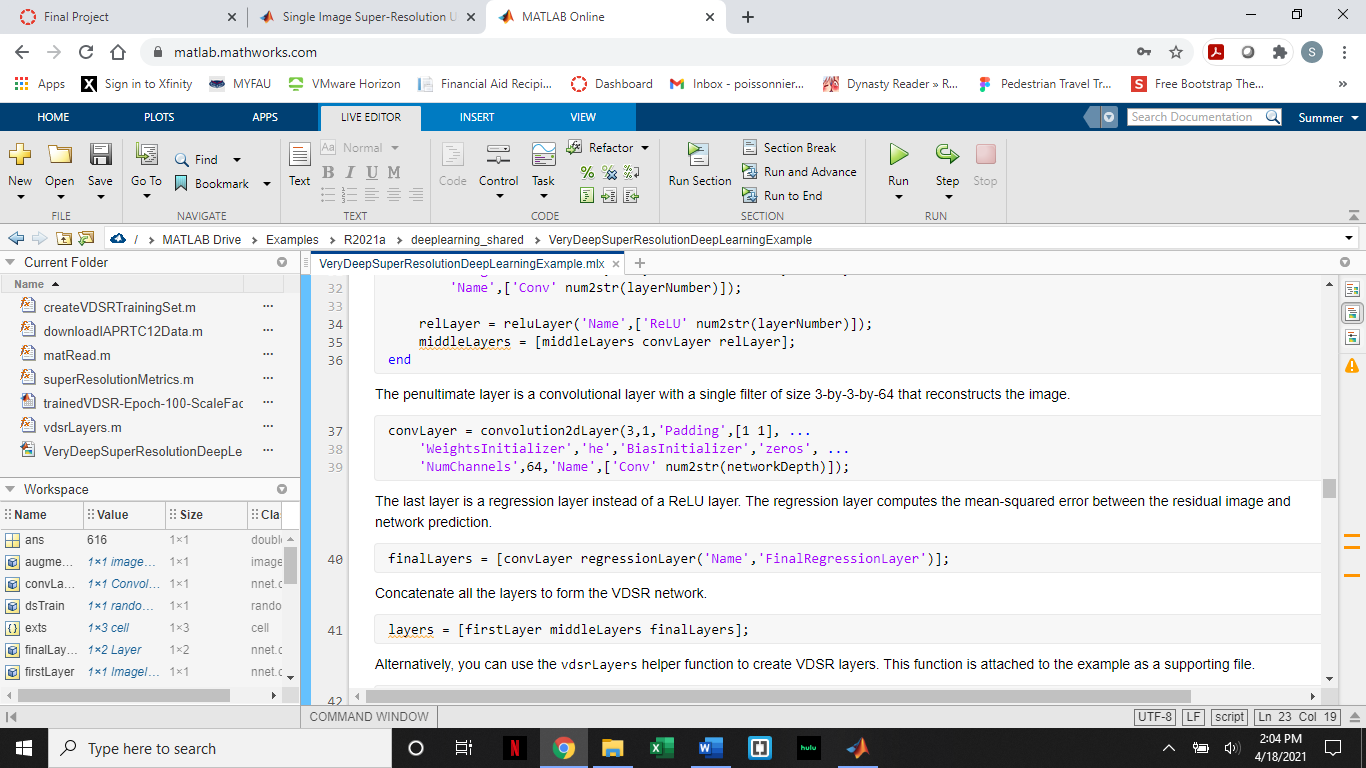 Final Project
Single Image Super-Resolution U
MATLAB Online
matlab.mathworks.com
S
Apps
X
Sign in to Xfinity
MYFAU
VMware Horizon
Financial Aid Recipi...
Dashboard
Inbox - poissonnier...
Dynasty Reader » R...
Pedestrian Travel Tr...
S
Free Bootstrap The...
»
HOME
PLOTS
APPS
LIVE EDITOR
INSERT
VIEW
Search Documentation
Summer
New
Open
Save
Go To
Find
Bookmark
Text
Aa
Normal
B I U M
Code
Control
Task
Refactor
Run Section
Section Break
Run and Advance
Run to End
Run
Step
Stop
FILE
NAVIGATE
TEXT
CODE
SECTION
RUN
/ › MATLAB Drive › Examples › R2021a › deeplearning_shared › VeryDeepSuperResolutionDeepLearningExample
Current Folder
Name
createVDSRTrainingSet.m
downloadIAPRTC12Data.m
matRead.m
superResolutionMetrics.m
trainedVDSR-Epoch-100-ScaleFac
vdsrLayers.m
VeryDeepSuperResolutionDeepLe
Workspace
Name Value Size Cla
ans 616 1×1 double
augme... 1×1 image... 1×1 image
convLa... 1×1 Convol... 1×1 nnet.c
dsTrain 1×1 rando... 1×1 rando
exts 1×3 cell 1×3 cell
finalLay... 1×2 Layer 1×2 nnet.c
firstLayer 1×1 ImageI... 1×1 nnet.c
VeryDeepSuperResolutionDeepLearningExample.mlx
32 'Name',['Conv' num2str(layerNumber)]);
33
34 relLayer = reluLayer('Name',['ReLU' num2str(layerNumber)]);
35 middleLayers = [middleLayers convLayer relLayer];
36 end
The penultimate layer is a convolutional layer with a single filter of size 3-by-3-by-64 that reconstructs the image.
37 convLayer = convolution2dLayer(3,1,'Padding',[1 1], ...
38 'WeightsInitializer','he','BiasInitializer','zeros', ...
39 'NumChannels',64,'Name',['Conv' num2str(networkDepth)]);
The last layer is a regression layer instead of a ReLU layer. The regression layer computes the mean-squared error between the residual image and
network prediction.
40 finalLayers = [convLayer regressionLayer('Name','FinalRegressionLayer')];
Concatenate all the layers to form the VDSR network.
41 layers = [firstLayer middleLayers finalLayers];
Alternatively, you can use the vdsrLayers helper function to create VDSR layers. This function is attached to the example as a supporting file.
42
COMMAND WINDOW
UTF-8
LF
script
Ln 23 Col 19
Type here to search
N
hulu
2:04 PM
4/18/2021